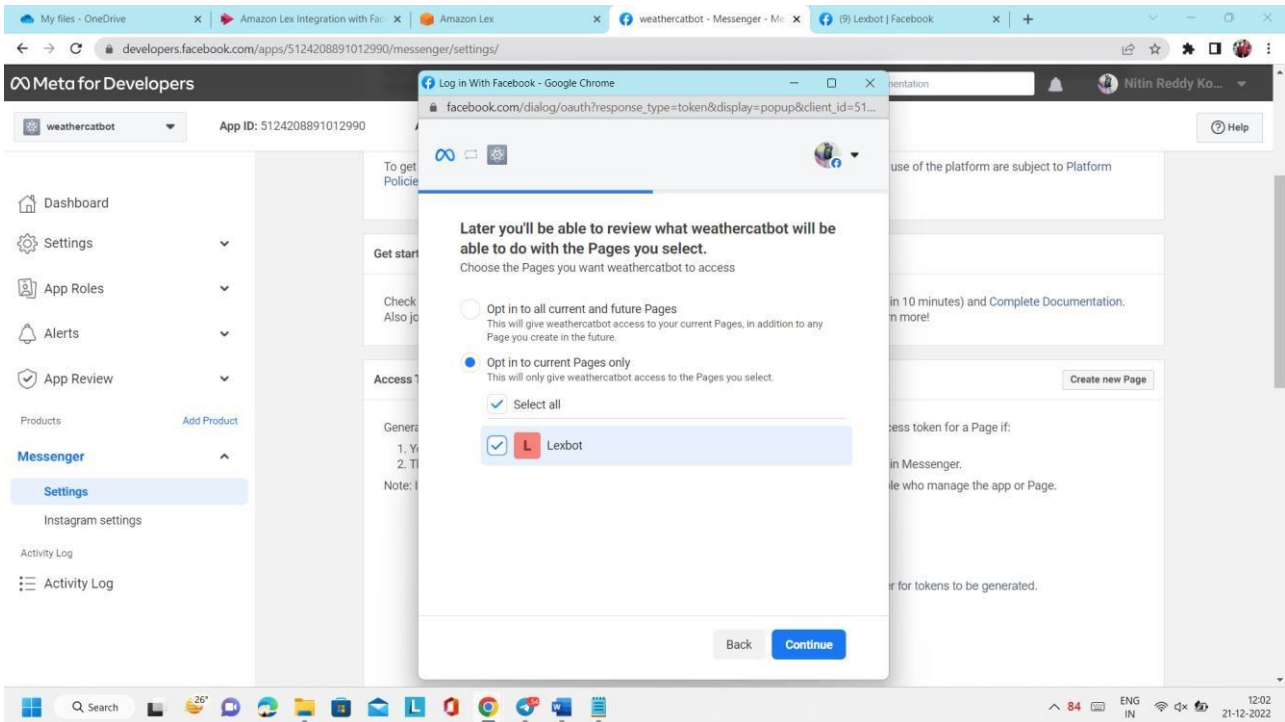 My files - OneDrive
Amazon Lex Integration with Fac
Amazon Lex
weathercatbot - Messenger - Me
(9) Lexbot | Facebook
developers.facebook.com/apps/5124208891012990/messenger/settings/
Meta for Developers
mentation
Nitin Reddy Ko...
weathercatbot
App ID: 5124208891012990
Help
Log in With Facebook - Google Chrome
facebook.com/dialog/oauth?response_type=token&display=popup&client_id=51...
Dashboard
Settings
App Roles
Alerts
App Review
Products
Add Product
Messenger
Settings
Instagram settings
Activity Log
Activity Log
To get
Policie
use of the platform are subject to Platform
Get start
Check
in 10 minutes) and Complete Documentation.
Also jo
n more!
Access T
Create new Page
Genera
cess token for a Page if:
1. Y
2. T
in Messenger.
Note: I
le who manage the app or Page.
r for tokens to be generated.
Later you'll be able to review what weathercatbot will be
able to do with the Pages you select.
Choose the Pages you want weathercatbot to access
Opt in to all current and future Pages
This will give weathercatbot access to your current Pages, in addition to any
Page you create in the future.
Opt in to current Pages only
This will only give weathercatbot access to the Pages you select.
Select all
L Lexbot
Back
Continue
Search
26°
54
84
ENG
IN
12:02
21-12-2022